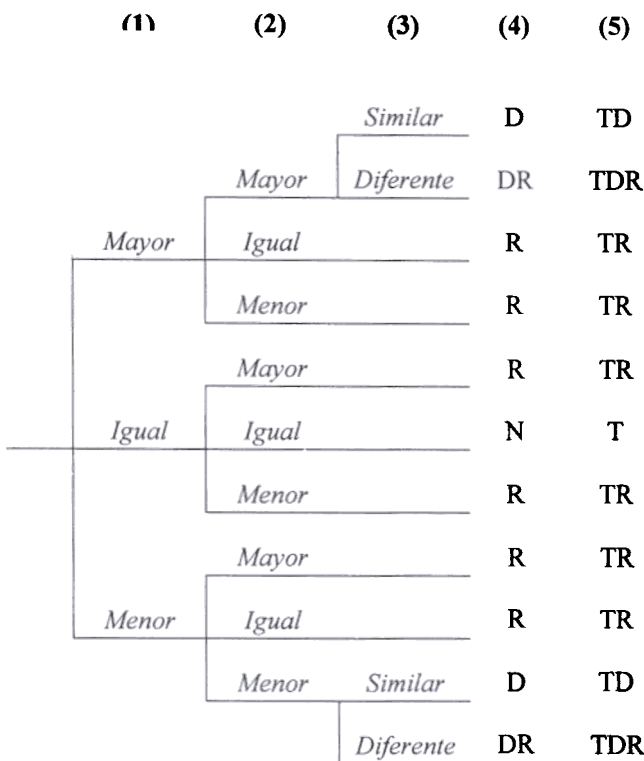 (1) (2) (3) (4) (5)
Similar D TD
Mayor Diferente DR TDR
Mayor Igual R TR
Menor R TR
Mayor R TR
Igual Igual N T
Menor R TR
Mayor R TR
Menor Igual R TR
Menor Similar D TD
Diferente DR TDR